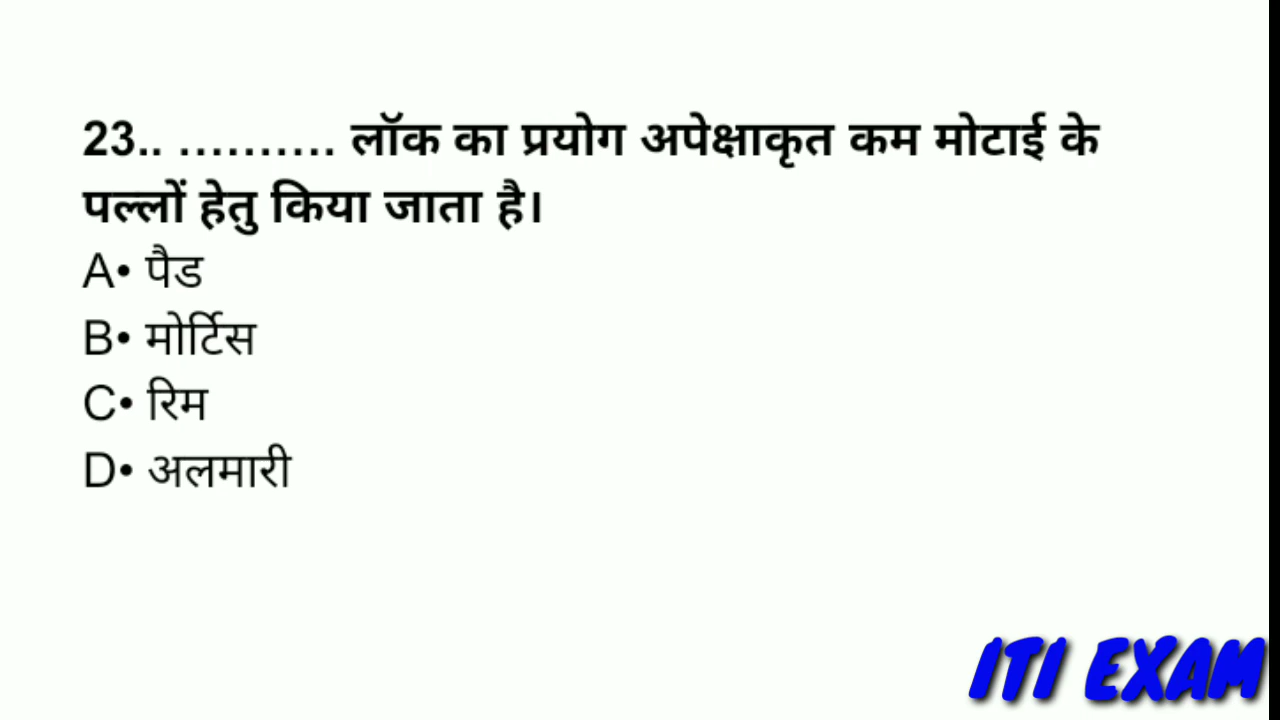 23.. .......... लॉक का प्रयोग अपेक्षाकृत कम मोटाई के
पल्लों हेतु किया जाता है।
A• पैड
B• मोर्टिस
C• रिम
D• अलमारी
ITI EXAM